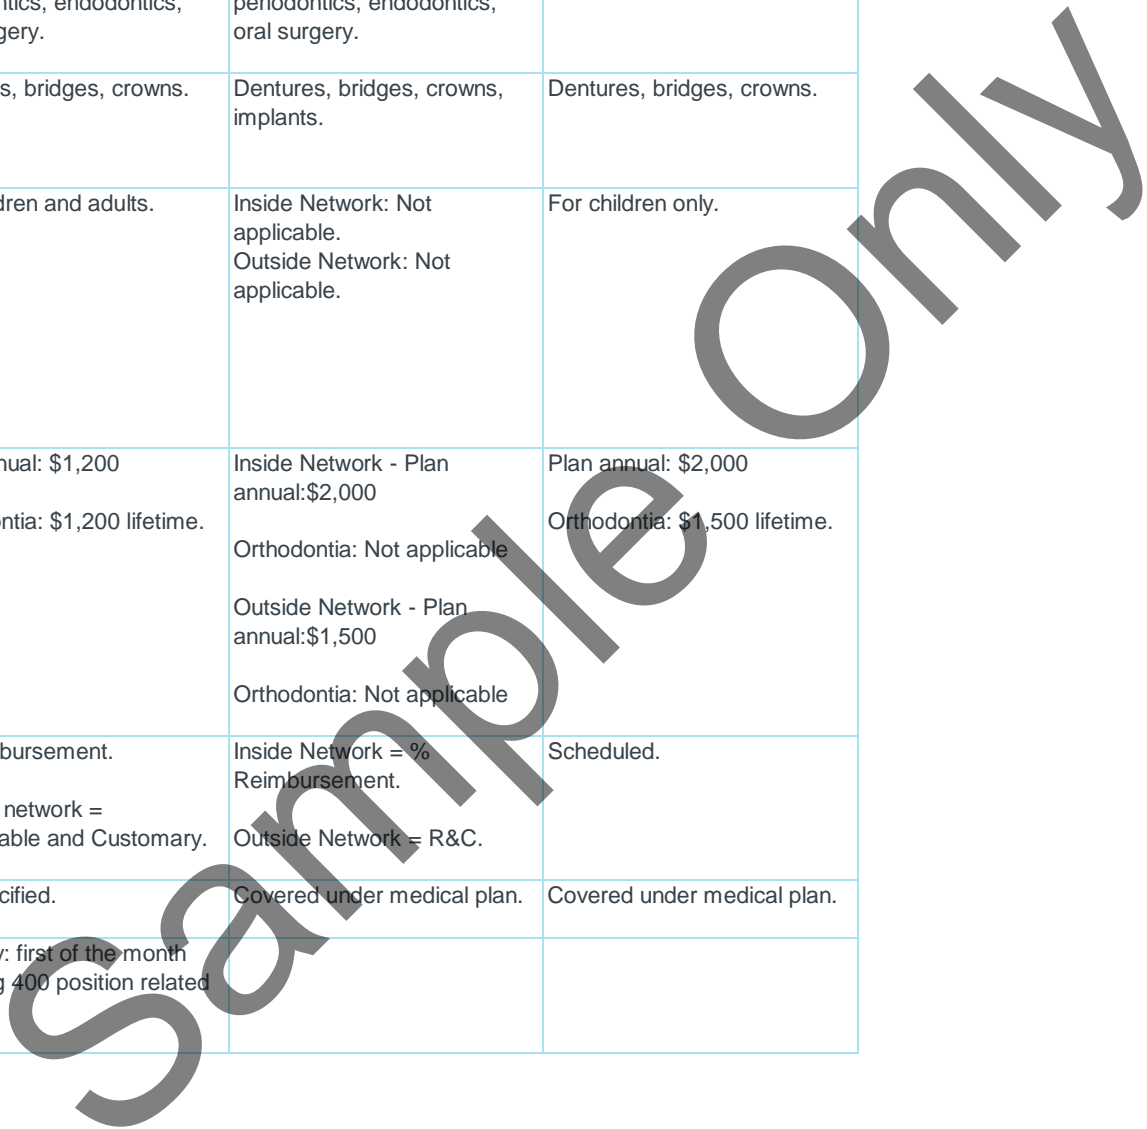 ntics, endodontics,
gery.
periodontics, endodontics,
oral surgery.
s, bridges, crowns.
Dentures, bridges, crowns,
implants.
Dentures, bridges, crowns.
dren and adults.
Inside Network: Not
applicable.
Outside Network: Not
applicable.
For children only.
nual: $1,200
ntia: $1,200 lifetime.
Inside Network - Plan
annual:$2,000
Orthodontia: Not applicable
Outside Network - Plan
annual:$1,500
Orthodontia: Not applicable
Plan annual: $2,000
Orthodontia: $1,500 lifetime.
bursement.
network =
able and Customary.
Inside Network = %
Reimbursement.
Outside Network = R&C.
Scheduled.
cified.
Covered under medical plan.
Covered under medical plan.
y: first of the month
g 400 position related
Sample Only